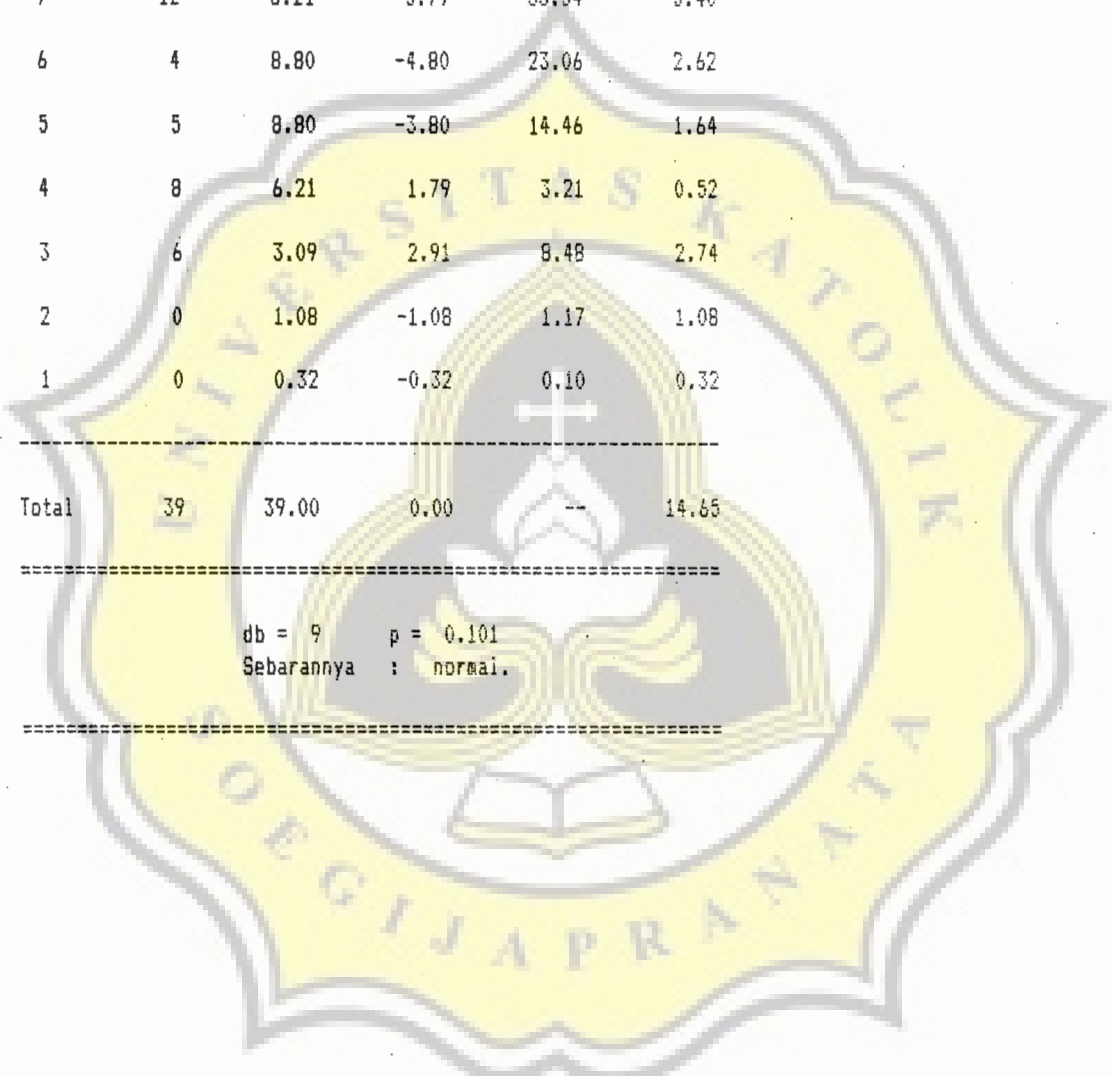 6 4 8.80 -4.80 23.06 2.62
5 5 8.80 -3.80 14.46 1.64
4 8 6.21 1.79 3.21 0.52
3 6 3.09 2.91 8.48 2.74
2 0 1.08 -1.08 1.17 1.08
1 0 0.32 -0.32 0.10 0.32
Total 39 39.00 0.00 -- 14.65
db = 9 p = 0.101
Sebarannya : normal.
UNIVERSITAS KATOLIK
SOEGIJAPRANATA